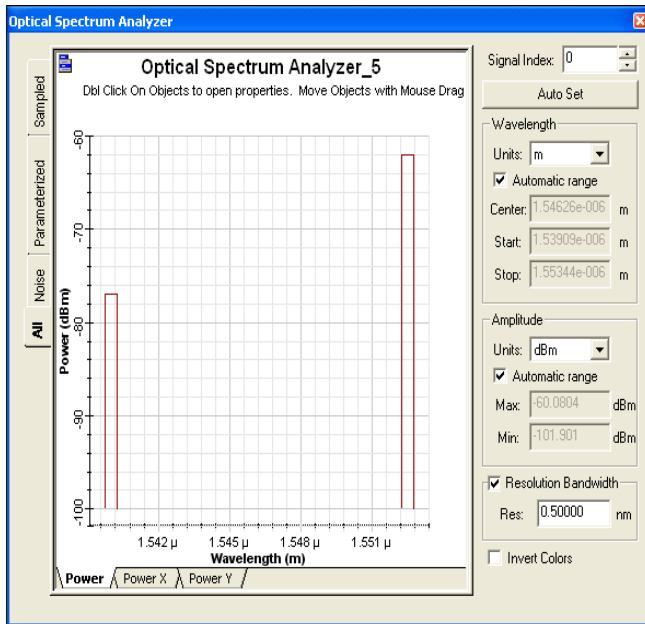 Optical Spectrum Analyzer
Sampled
Parameterized
Noise
All
Optical Spectrum Analyzer_5
Dbl Click On Objects to open properties. Move Objects with Mouse Drag
Power (dBm)
-60
-70
-80
-90
-100
1.542 µ 1.545 µ 1.548 µ 1.551 µ
Wavelength (m)
Power Power X Power Y
Signal Index: 0
Auto Set
Wavelength
Units: m
Automatic range
Center: 1.54626e-006 m
Start: 1.53909e-006 m
Stop: 1.55344e-006 m
Amplitude
Units: dBm
Automatic range
Max: -60.0804 dBm
Min: -101.901 dBm
Resolution Bandwidth
Res: 0.50000 nm
Invert Colors